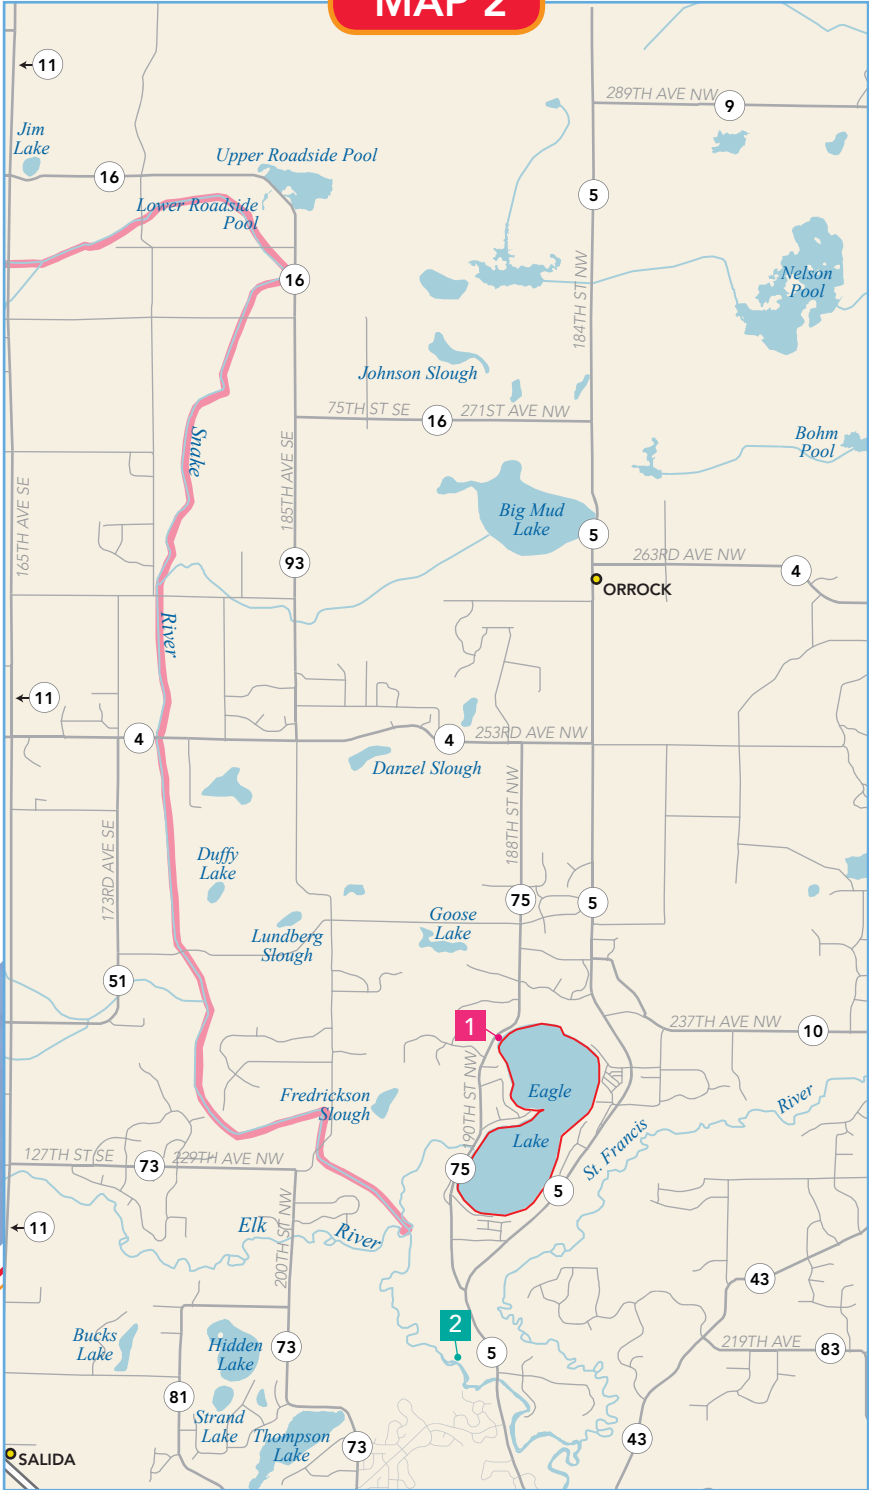 MAP 2
11
289TH AVE NW
9
Jim
Lake
Upper Roadside Pool
16
5
Lower Roadside
Pool
184TH ST NW
Nelson
Pool
16
Johnson Slough
75TH ST SE
16
271ST AVE NW
Snake
185TH AVE SE
Bohm
Pool
165TH AVE SE
Big Mud
Lake
5
93
263RD AVE NW
4
ORROCK
River
11
4
4
253RD AVE NW
Danzel Slough
188TH ST NW
173RD AVE SE
Duffy
Lake
75
5
Goose
Lake
Lundberg
Slough
51
1
237TH AVE NW
10
190TH ST NW
Fredrickson
Slough
Eagle
Lake
St. Francis
River
127TH ST SE
73
229TH AVE NW
75
5
200TH ST NW
11
Elk
River
43
2
Bucks
Lake
Hidden
Lake
73
5
219TH AVE
83
81
Strand
Lake
Thompson
Lake
73
43
SALIDA